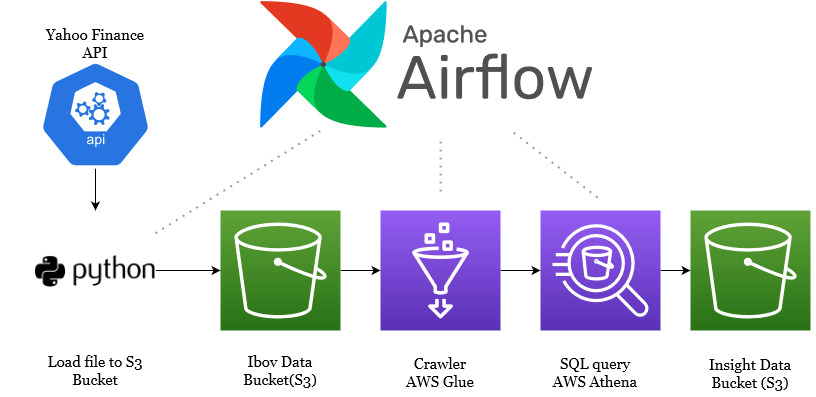 Yahoo Finance
API
Apache
Airflow
api
python
Load file to S3
Bucket
Ibov Data
Bucket(S3)
Crawler
AWS Glue
SQL query
AWS Athena
Insight Data
Bucket (S3)